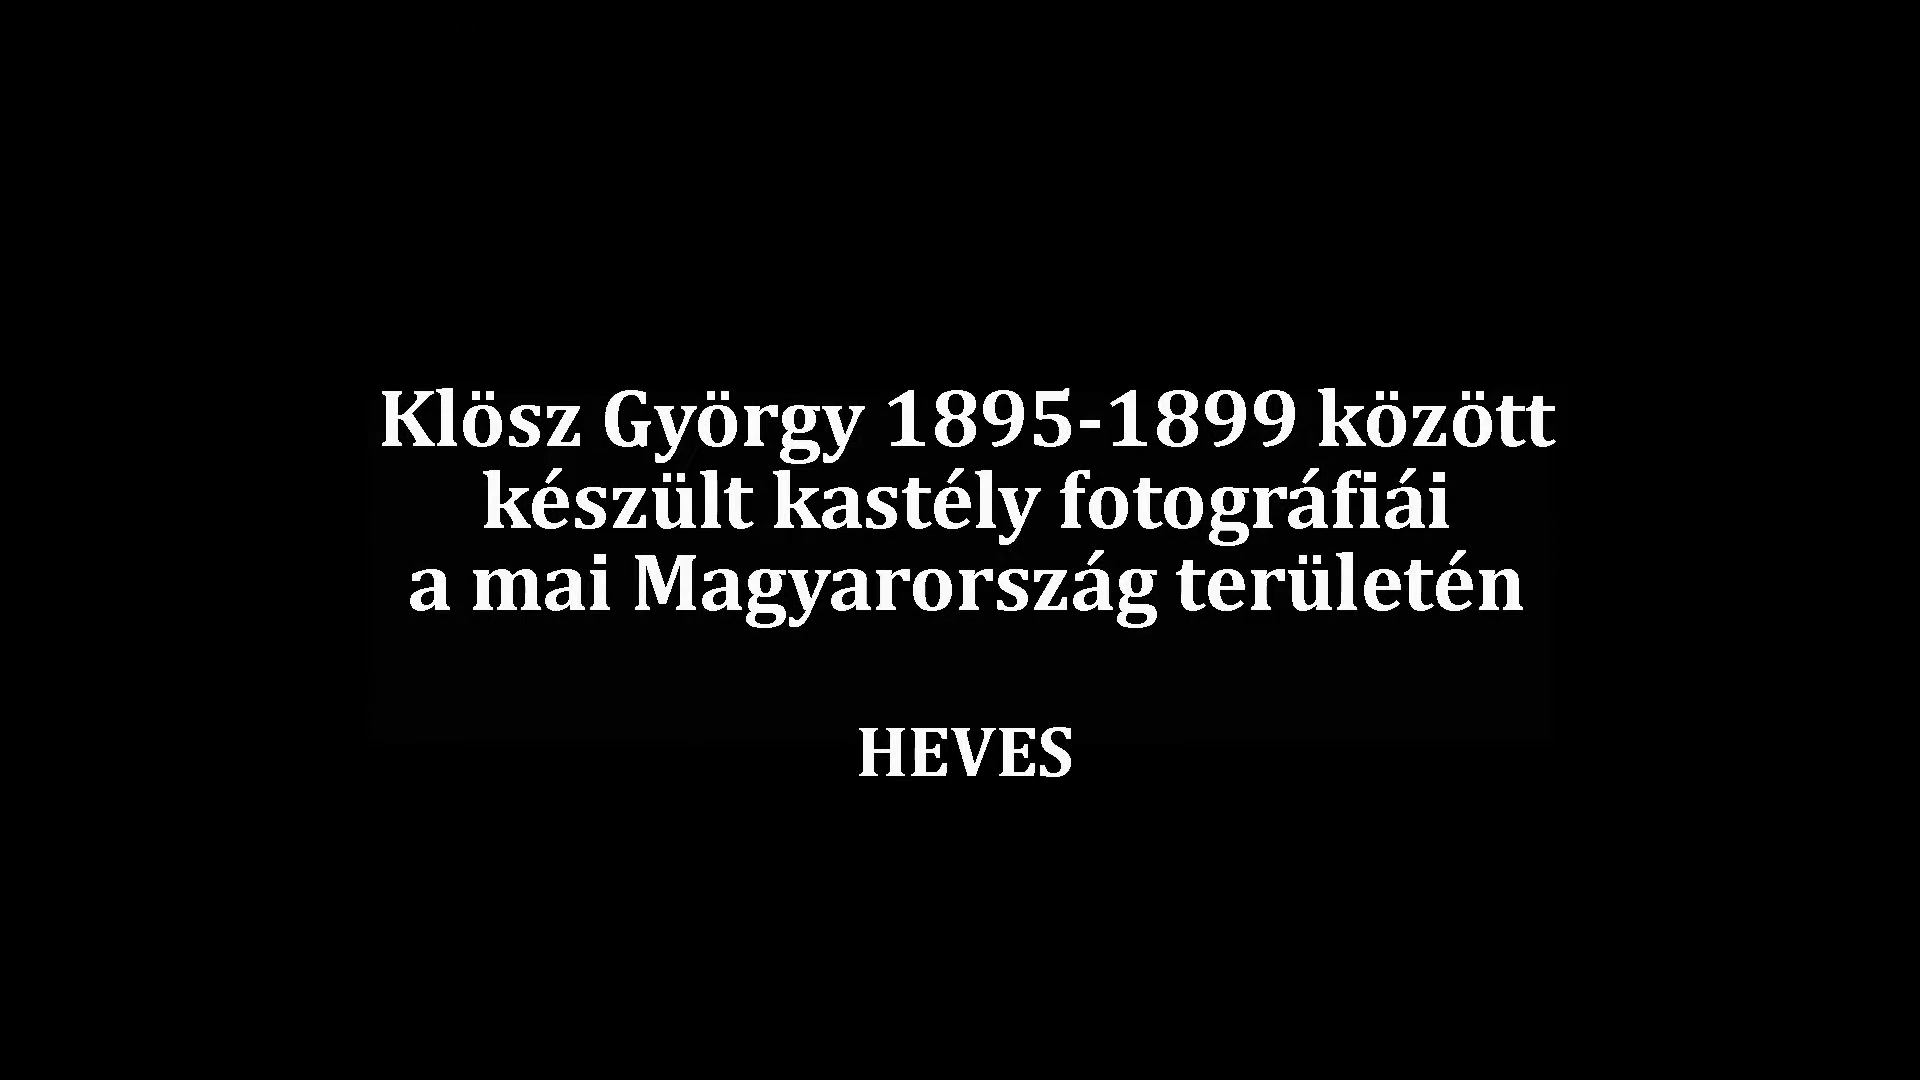 Klösz György 1895-1899 között
készült kastély fotográfiái
a mai Magyarország területén
HEVES